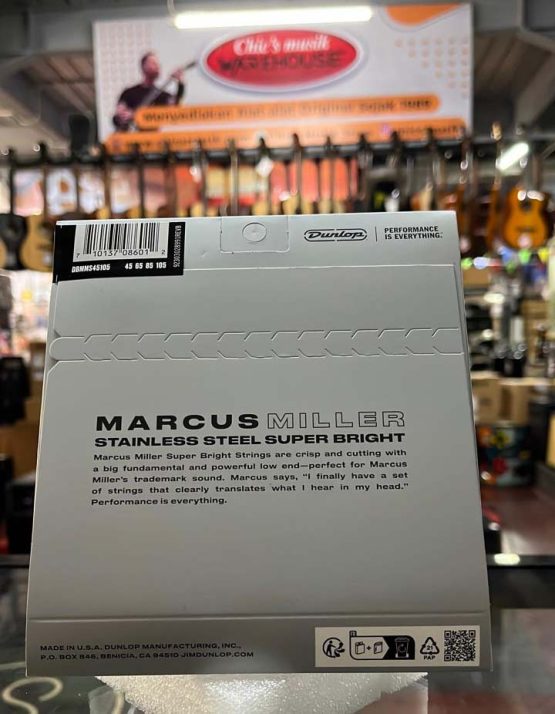 Chic's musik
WAREHOUSE
Menyediakan
Dunlop | PERFORMANCE
IS EVERYTHING.
7 10137 08601 2
DBMMS45105 45 65 85 105
MARCUS MILLER
STAINLESS STEEL SUPER BRIGHT
Marcus Miller Super Bright Strings are crisp and cutting with
a big fundamental and powerful low end—perfect for Marcus
Miller's trademark sound. Marcus says, "I finally have a set
of strings that clearly translates what I hear in my head."
Performance is everything.
MADE IN U.S.A. DUNLOP MANUFACTURING, INC.,
P.O. BOX 846, BENICIA, CA 94510 JIMDUNLOP.COM
21
PAP